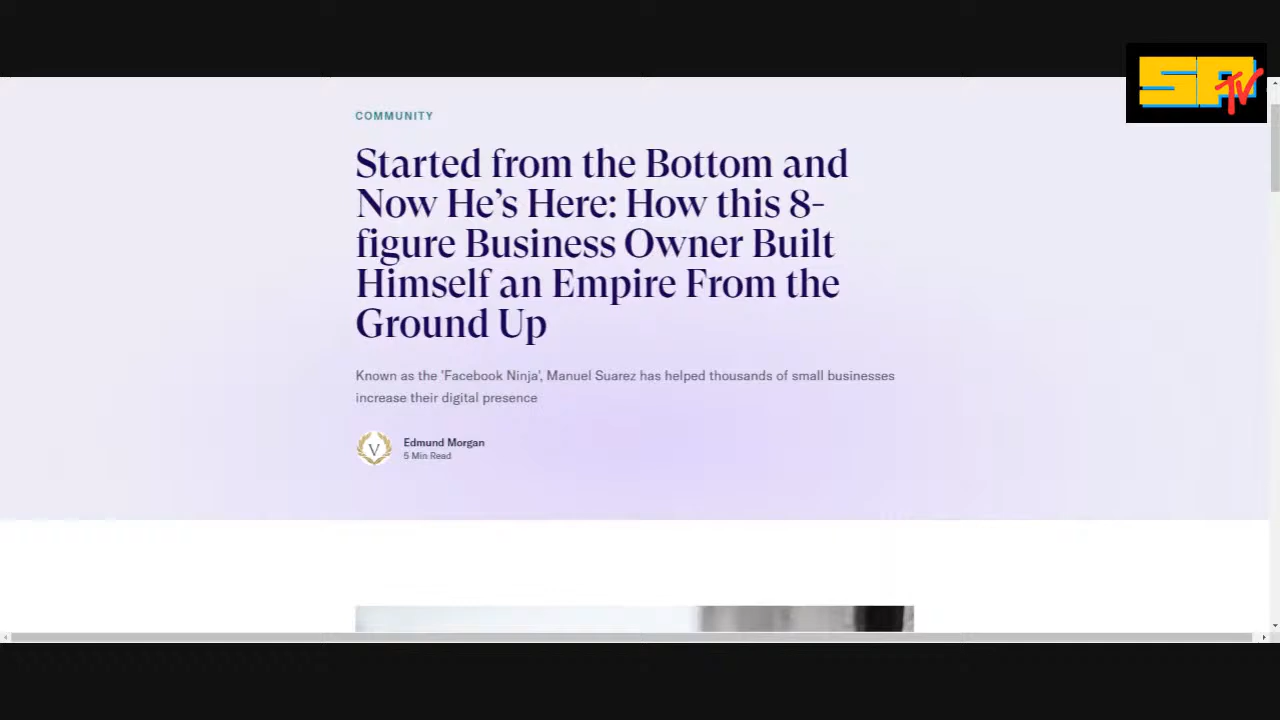 SP TV
COMMUNITY
Started from the Bottom and
Now He's Here: How this 8-
figure Business Owner Built
Himself an Empire From the
Ground Up
Known as the 'Facebook Ninja', Manuel Suarez has helped thousands of small businesses
increase their digital presence
V
Edmund Morgan
5 Min Read